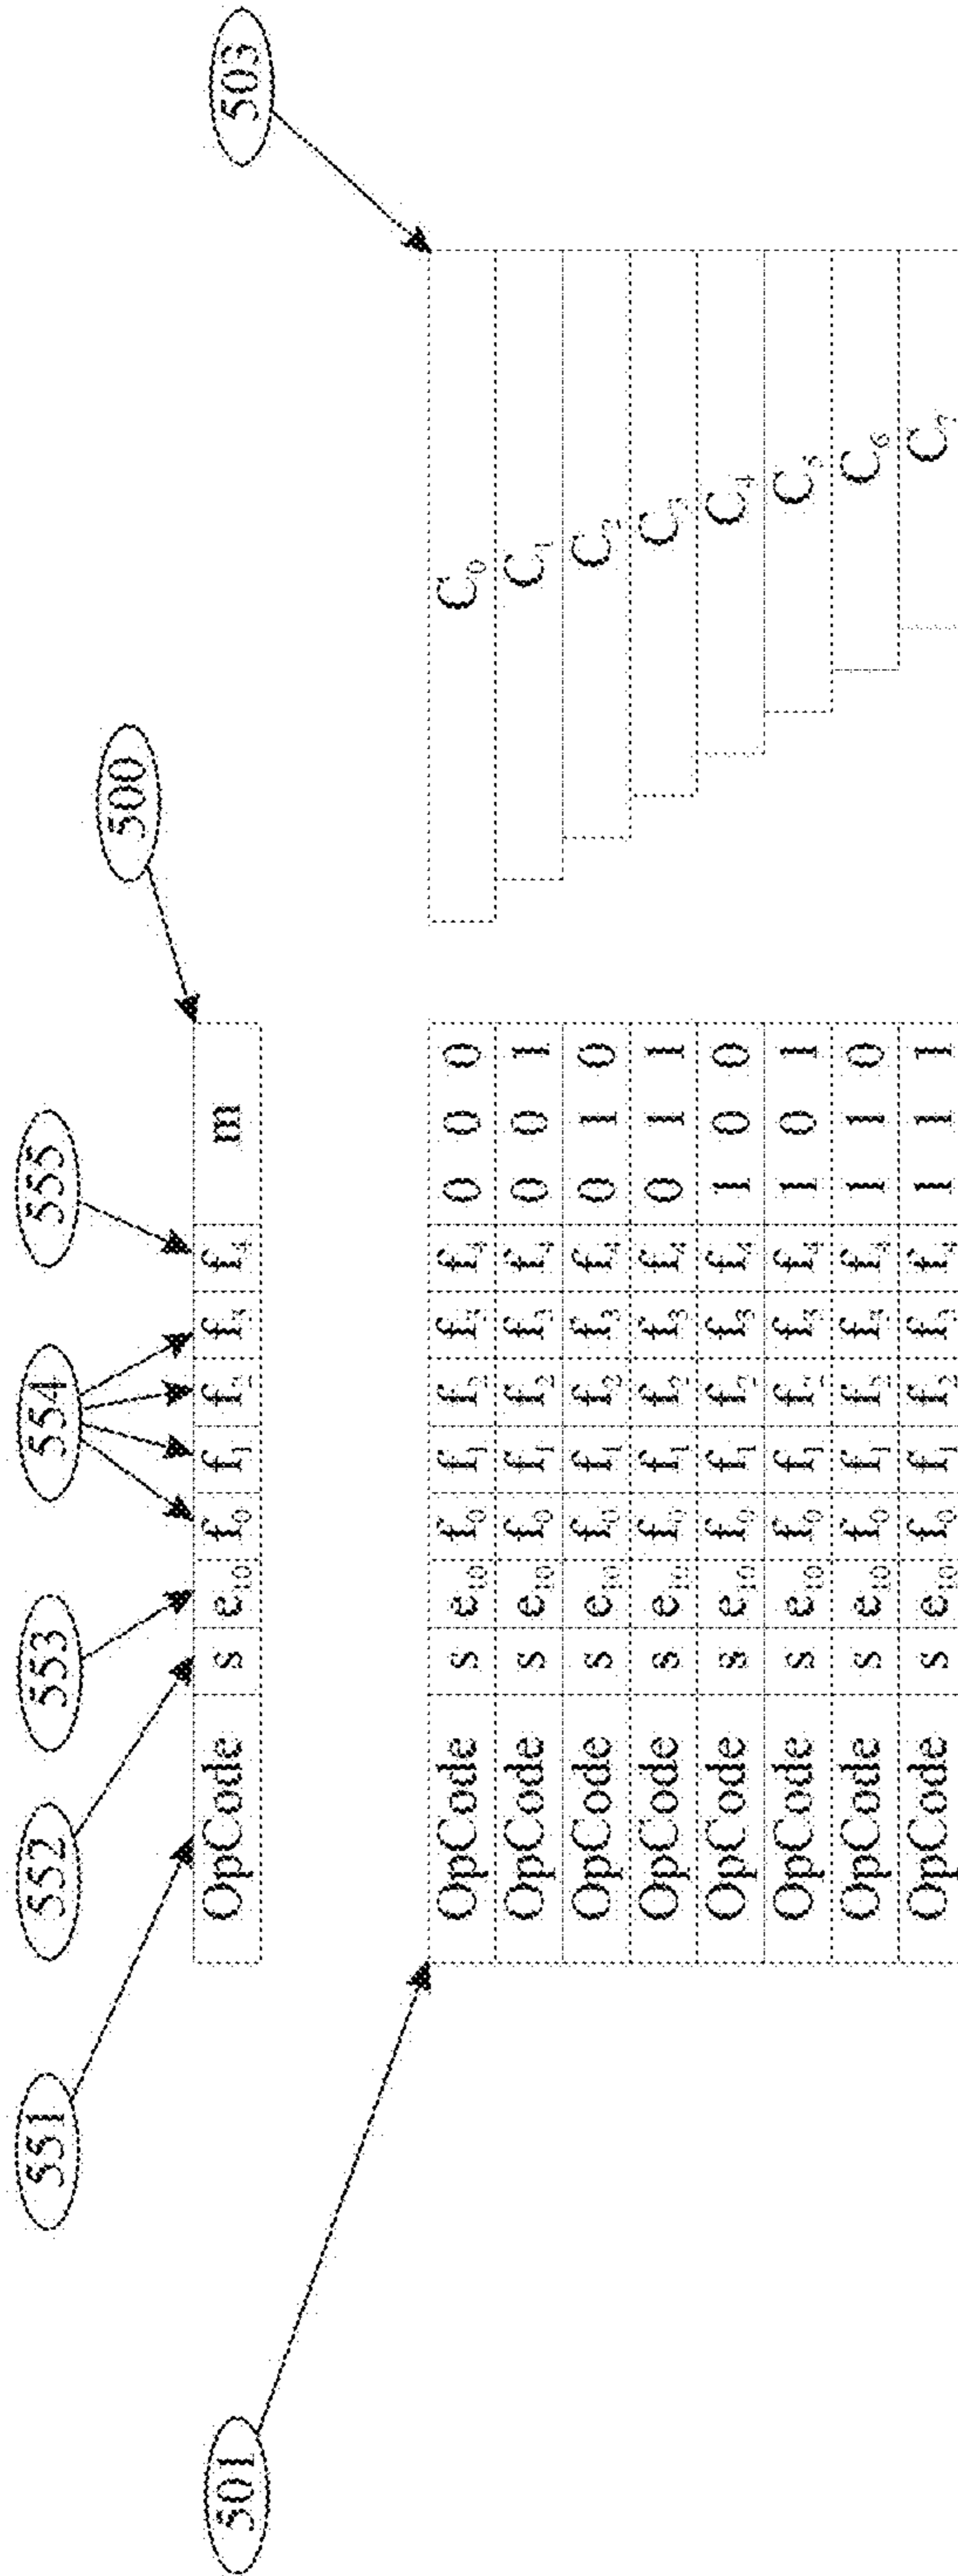 551 552 553 554 555
500
OpCode s e₁₀ f₀ f₁ f₂ f₃ f₄ m
501 503
OpCode s e₁₀ f₀ f₁ f₂ f₃ f₄ 0 0 0 C₀
OpCode s e₁₀ f₀ f₁ f₂ f₃ f₄ 0 0 1 C₁
OpCode s e₁₀ f₀ f₁ f₂ f₃ f₄ 0 1 0 C₂
OpCode s e₁₀ f₀ f₁ f₂ f₃ f₄ 0 1 1 C₃
OpCode s e₁₀ f₀ f₁ f₂ f₃ f₄ 1 0 0 C₄
OpCode s e₁₀ f₀ f₁ f₂ f₃ f₄ 1 0 1 C₅
OpCode s e₁₀ f₀ f₁ f₂ f₃ f₄ 1 1 0 C₆
OpCode s e₁₀ f₀ f₁ f₂ f₃ f₄ 1 1 1 C₇